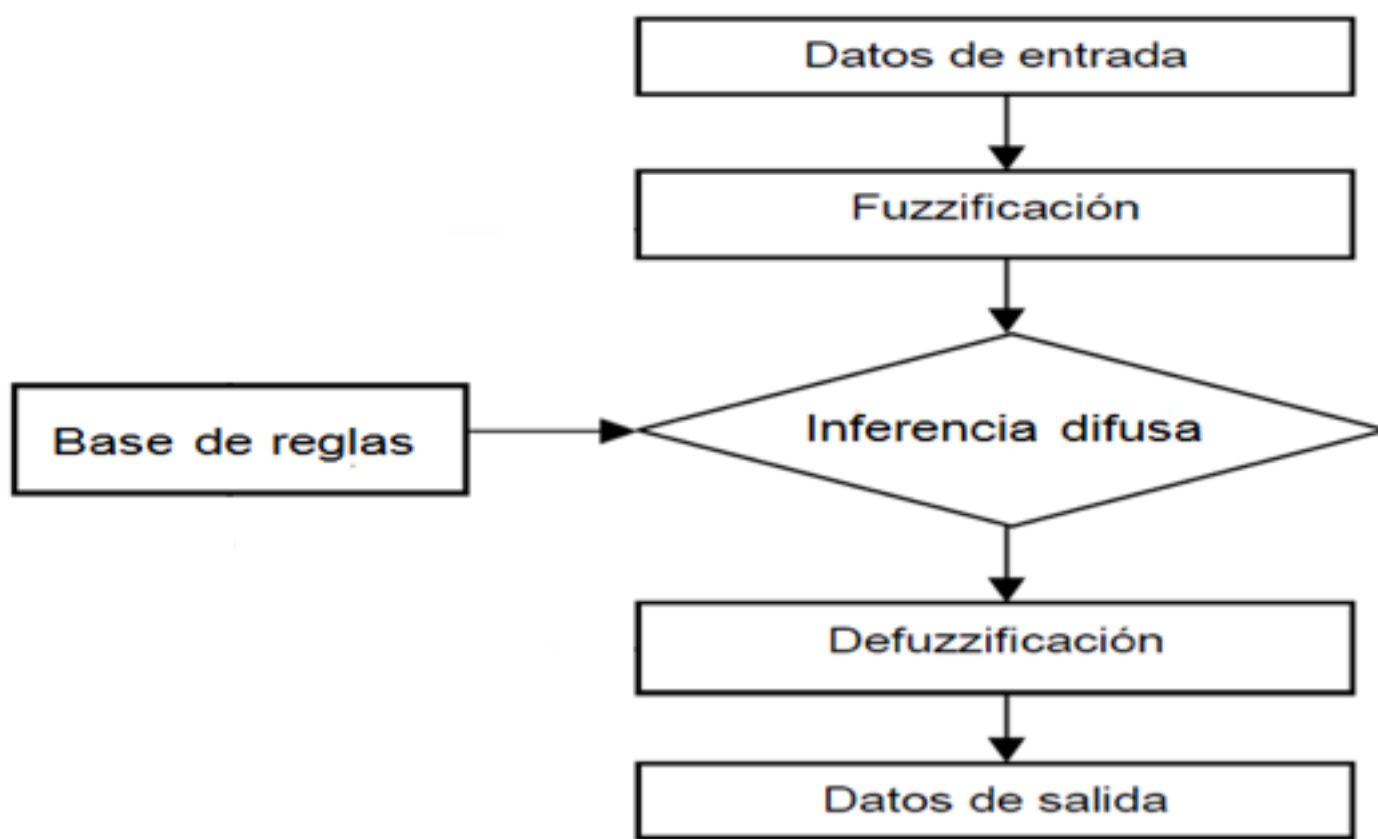 Datos de entrada
Fuzzificación
Base de reglas
Inferencia difusa
Defuzzificación
Datos de salida